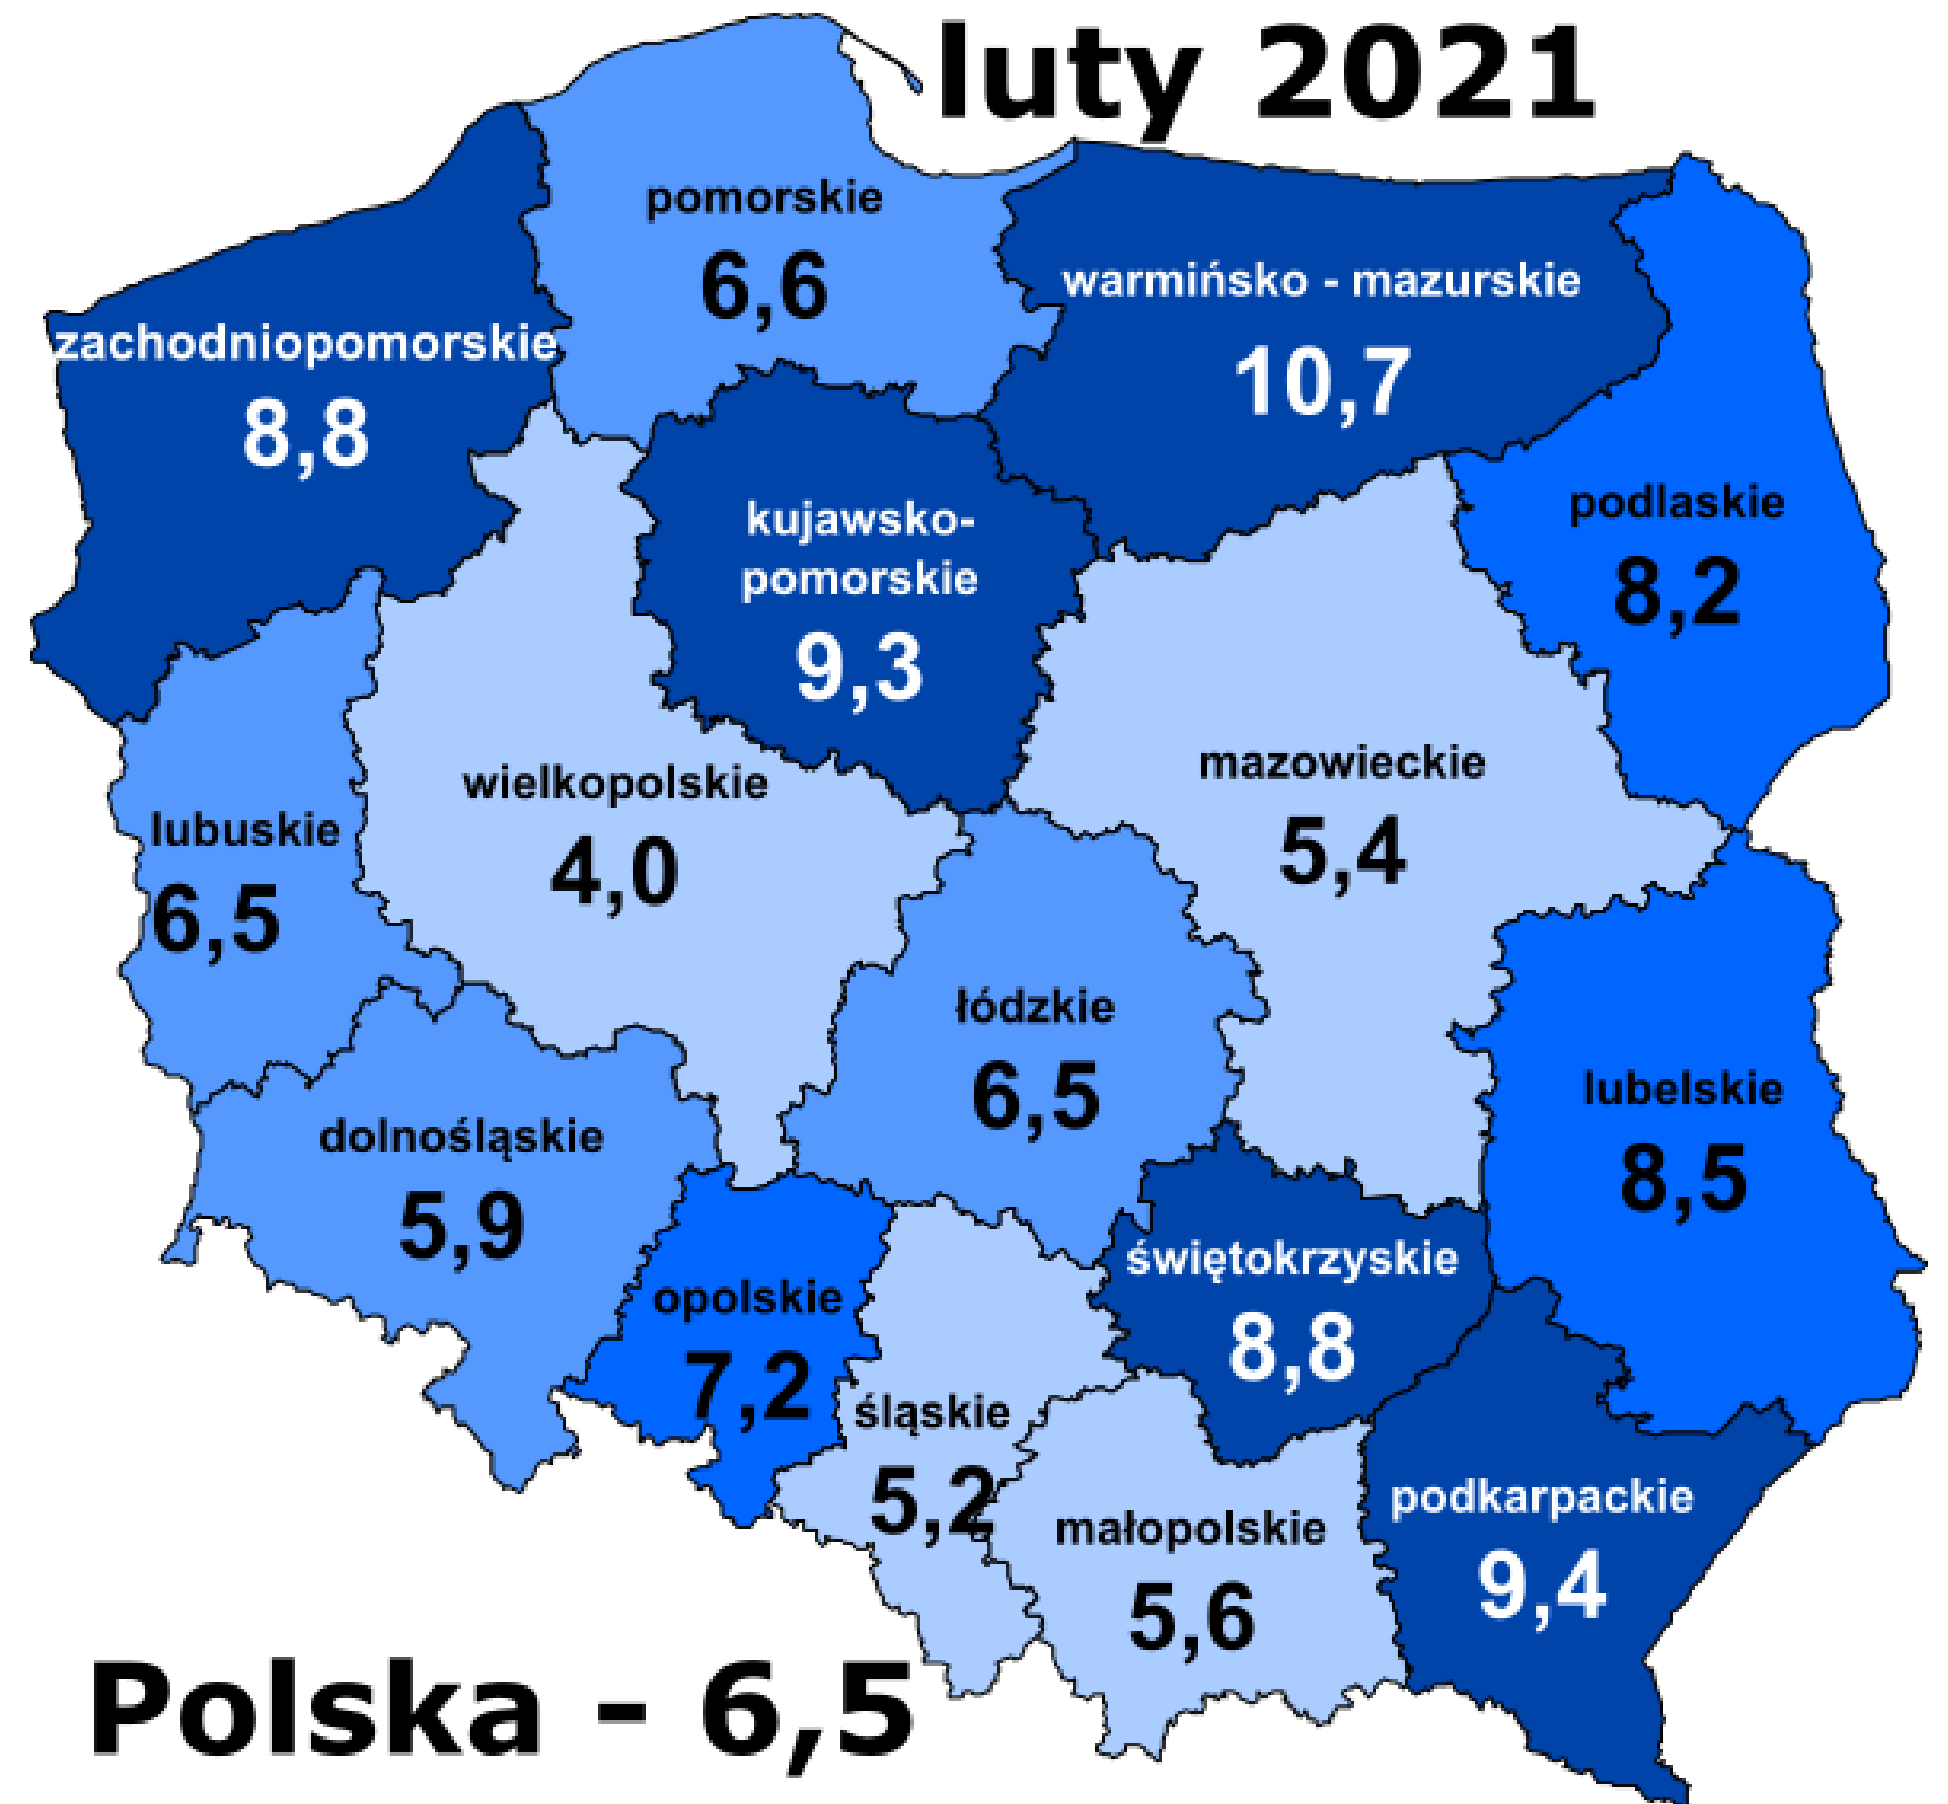 luty 2021
pomorskie
6,6
warmińsko - mazurskie
10,7
zachodniopomorskie
8,8
kujawsko-
pomorskie
9,3
podlaskie
8,2
wielkopolskie
4,0
mazowieckie
5,4
lubuskie
6,5
łódzkie
6,5
lubelskie
8,5
dolnośląskie
5,9
opolskie
7,2
świętokrzyskie
8,8
śląskie
5,2
małopolskie
5,6
podkarpackie
9,4
Polska - 6,5